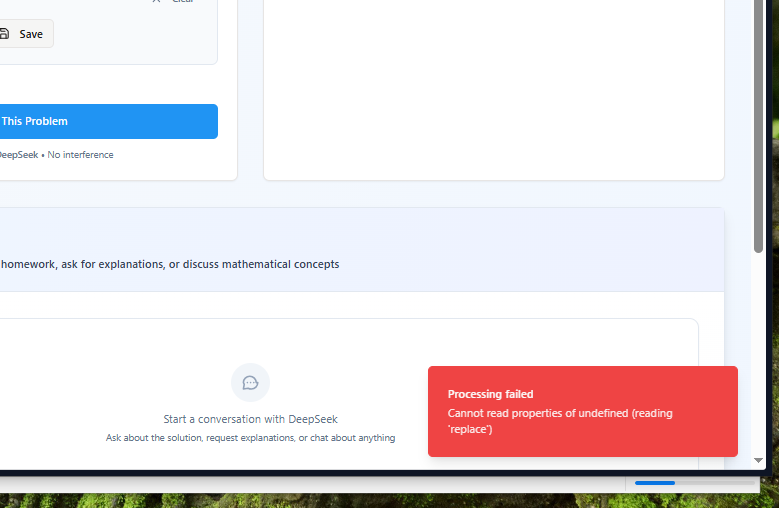 Clear
Save
This Problem
DeepSeek • No interference
homework, ask for explanations, or discuss mathematical concepts
Start a conversation with DeepSeek
Ask about the solution, request explanations, or chat about anything
Processing failed
Cannot read properties of undefined (reading
'replace')